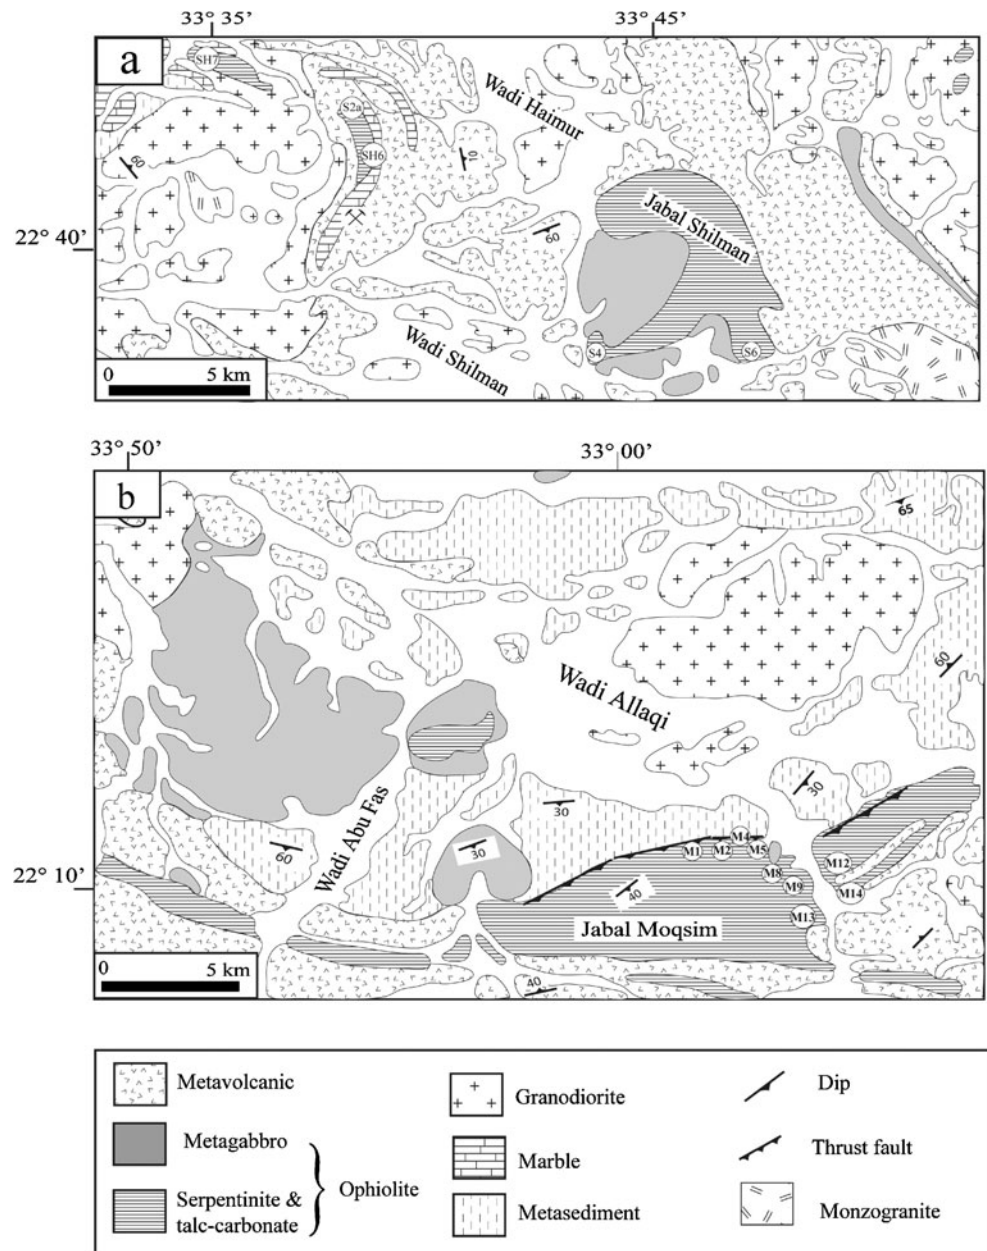 33° 35’ 33° 45’
a
SH7
Wadi Haimur
S2a
60
SH6
10
Jabal Shilman
22° 40’
60
Wadi Shilman
S4 S6
0 5 km
33° 50’ 33° 00’
b
65
60
Wadi Allaqi
Wadi Abu Fas
30
30
60
30
M4
M1 M2 M5
M12
M8
22° 10’
M9
M14
40
Jabal Moqsim
M13
0 5 km
40
Metavolcanic
Granodiorite
Dip
Metagabbro
Ophiolite
Marble
Thrust fault
Serpentinite &
talc-carbonate
Metasediment
Monzogranite